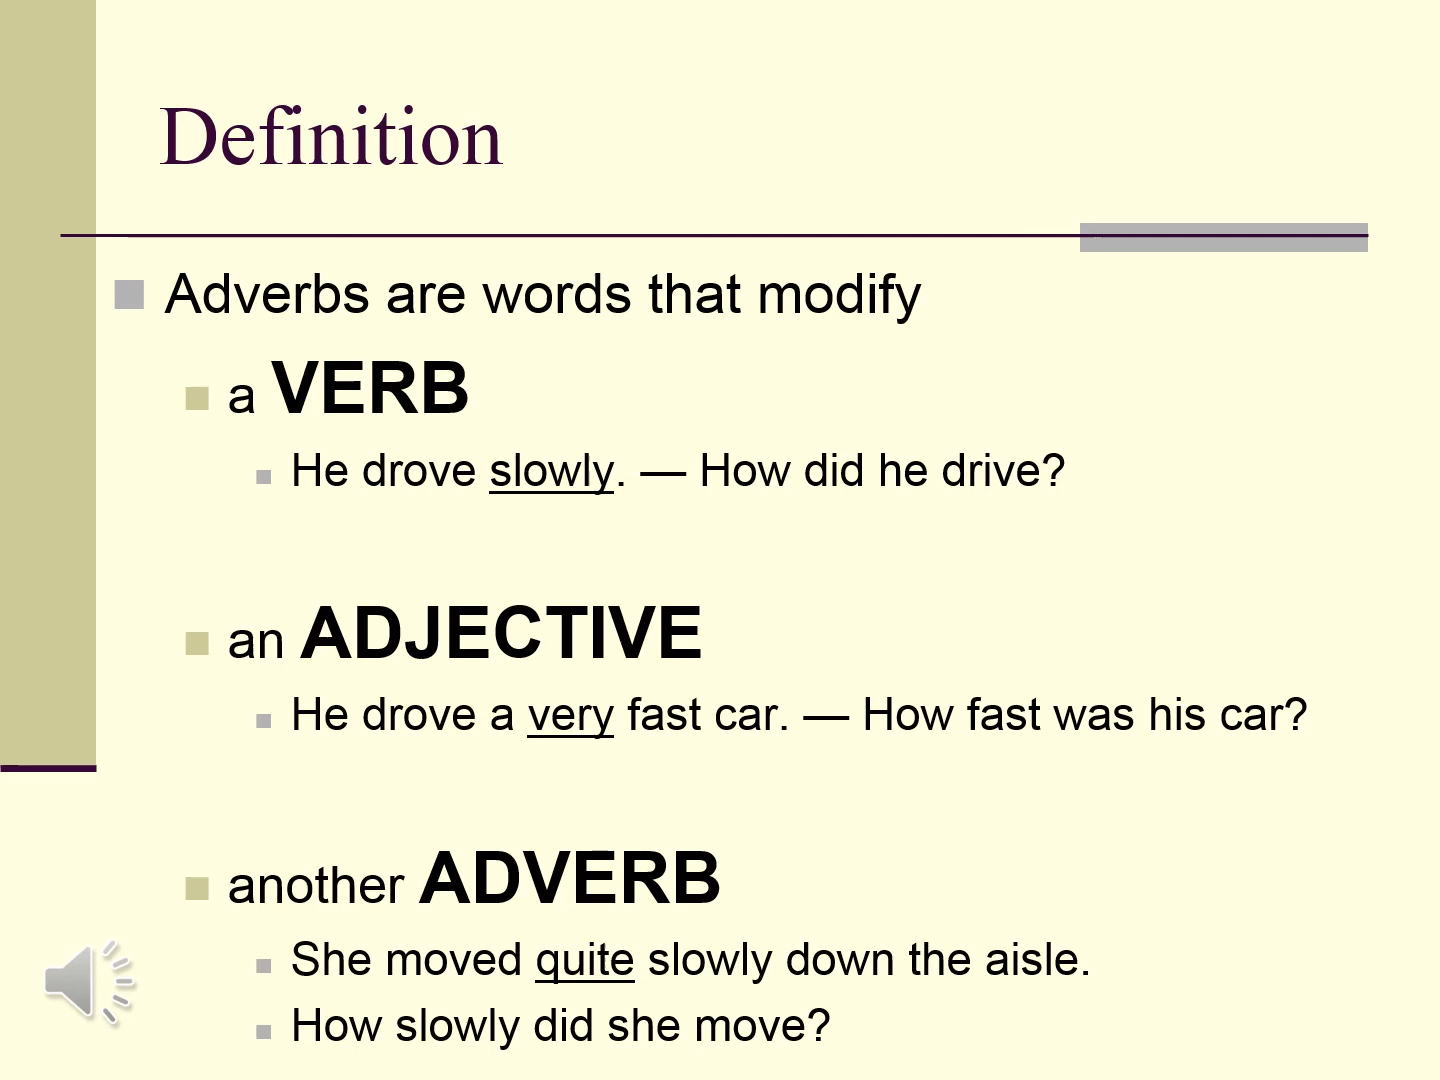 Definition
Adverbs are words that modify
a VERB
He drove slowly. — How did he drive?
an ADJECTIVE
He drove a very fast car. — How fast was his car?
another ADVERB
She moved quite slowly down the aisle.
How slowly did she move?